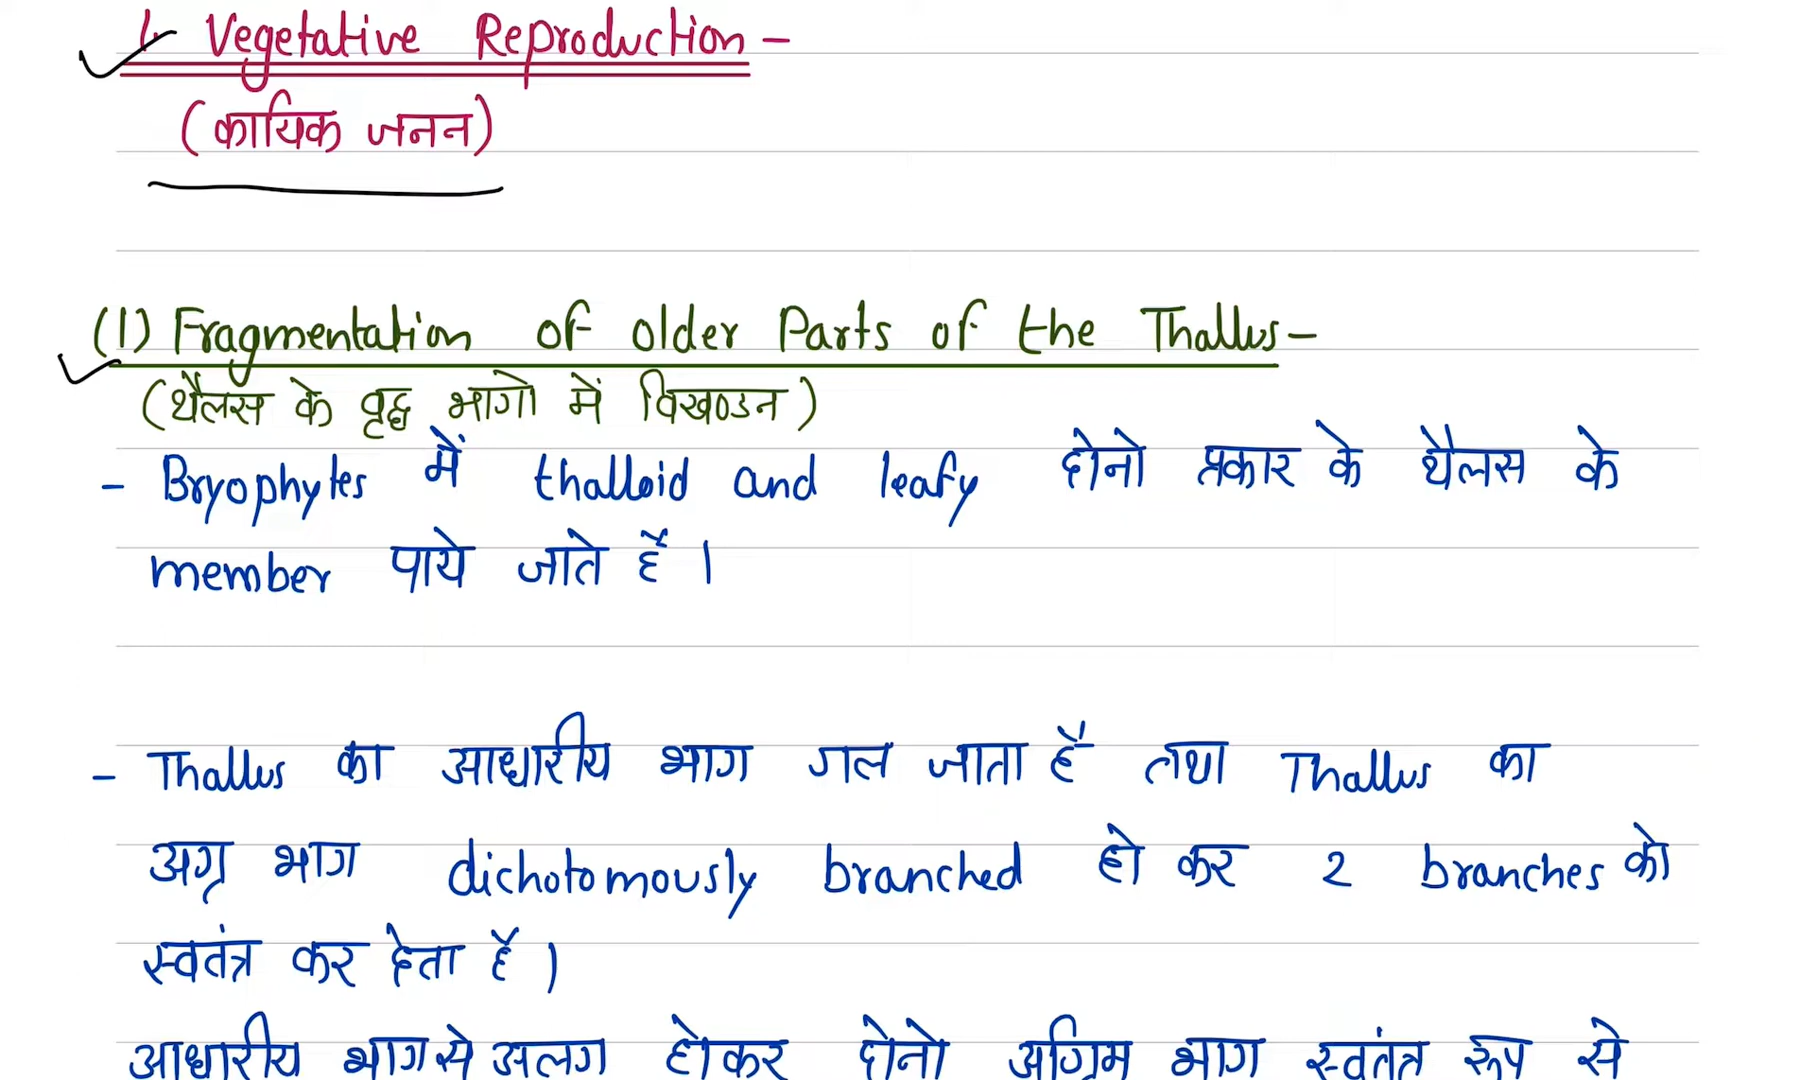 1. Vegetative Reproduction -
(कायिक जनन)
(1) Fragmentation of older Parts of the Thallus -
(थैलस के वृद्ध भागो में विखण्डन)
- Bryophytes में thalloid and leafy दोनो प्रकार के थैलस के
member पाये जाते है ।
- Thallus का आधारीय भाग गल जाता है तथा Thallus का
अग्र भाग dichotomously branched हो कर 2 branches को
स्वतंत्र कर देता है ।
आधारीय भाग से अलग होकर दोनो अग्रिम भाग स्वतंत्र रूप से